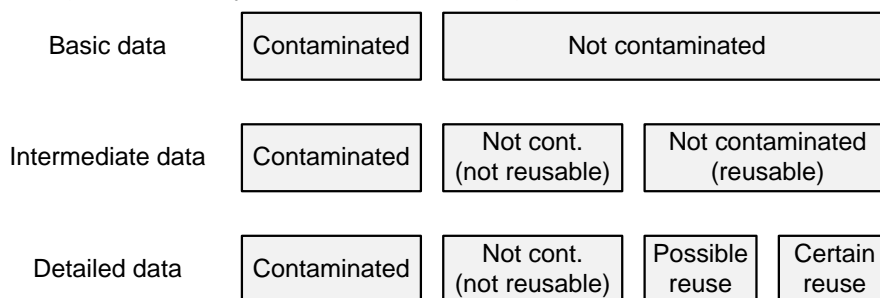 Basic data
Contaminated
Not contaminated
Intermediate data
Contaminated
Not cont.
(not reusable)
Not contaminated
(reusable)
Detailed data
Contaminated
Not cont.
(not reusable)
Possible
reuse
Certain
reuse